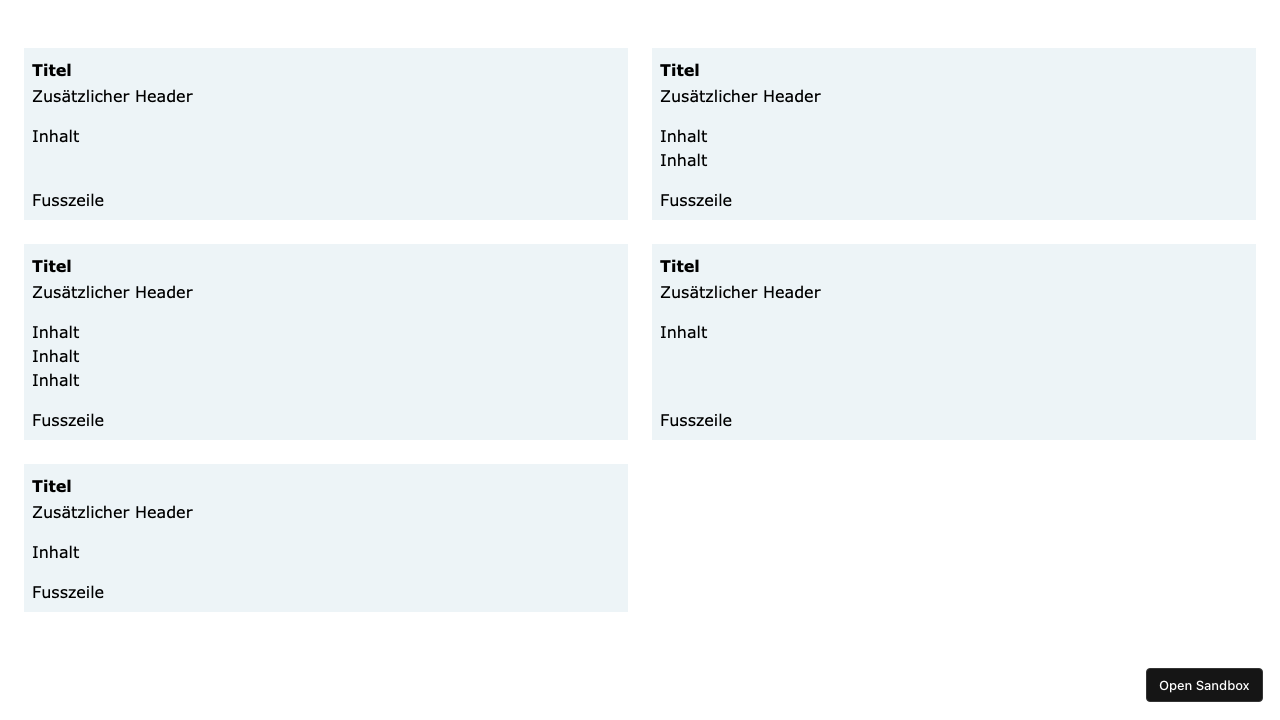 Titel
Zusätzlicher Header
Inhalt
Fusszeile
Titel
Zusätzlicher Header
Inhalt
Inhalt
Fusszeile
Titel
Zusätzlicher Header
Inhalt
Inhalt
Inhalt
Fusszeile
Titel
Zusätzlicher Header
Inhalt
Fusszeile
Titel
Zusätzlicher Header
Inhalt
Fusszeile
Open Sandbox